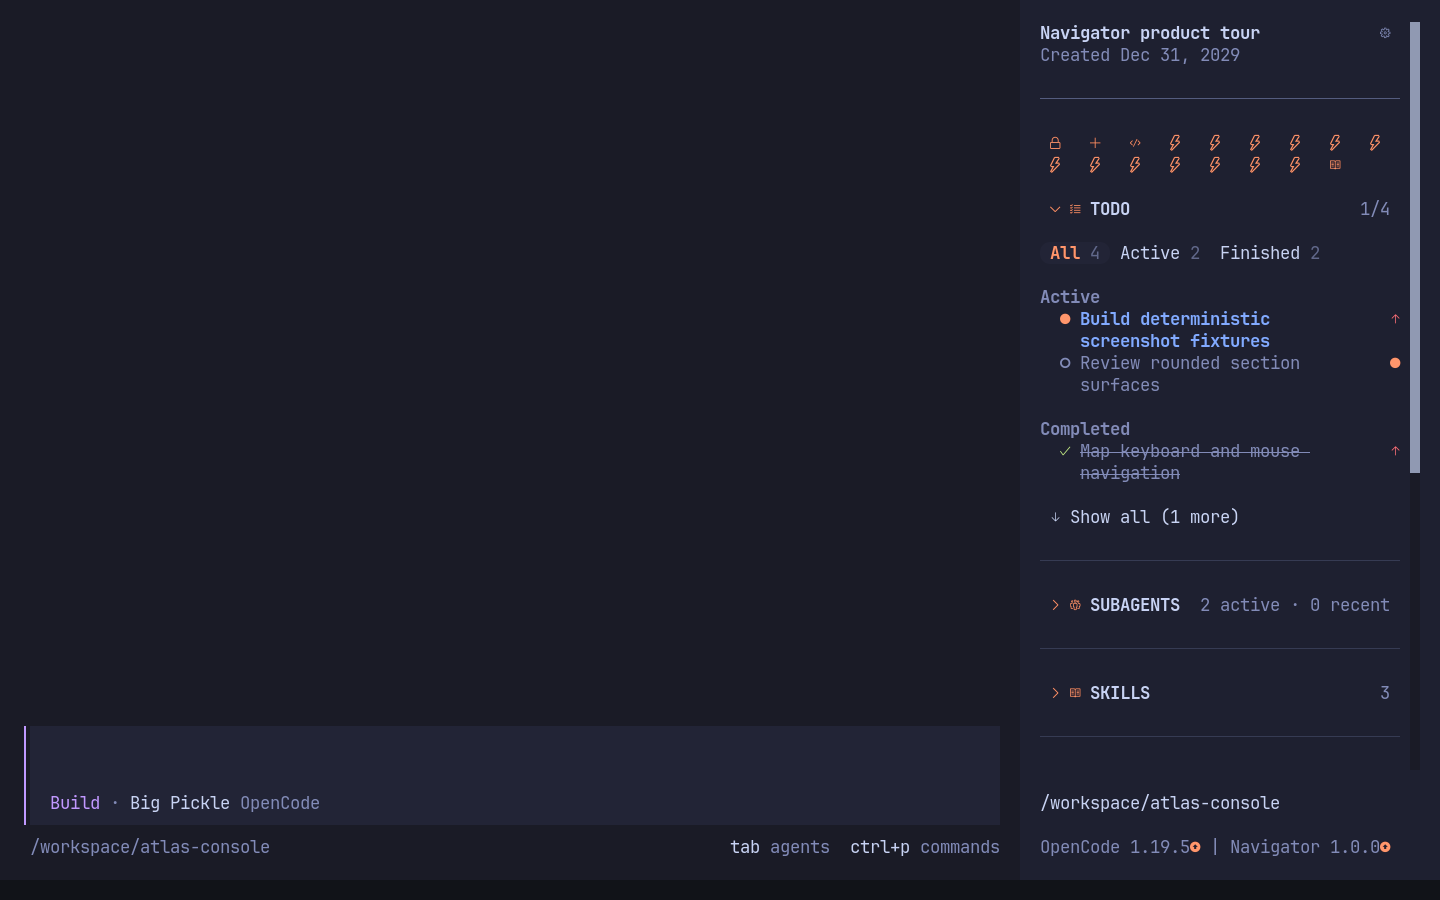 Navigator product tour
Created Dec 31, 2029
TODO 1/4
All 4 Active 2 Finished 2
Active
Build deterministic
screenshot fixtures
Review rounded section
surfaces
Completed
Map keyboard and mouse
navigation
↓ Show all (1 more)
SUBAGENTS 2 active · 0 recent
SKILLS 3
Build · Big Pickle OpenCode
/workspace/atlas-console
tab agents ctrl+p commands
/workspace/atlas-console
OpenCode 1.19.5 | Navigator 1.0.0